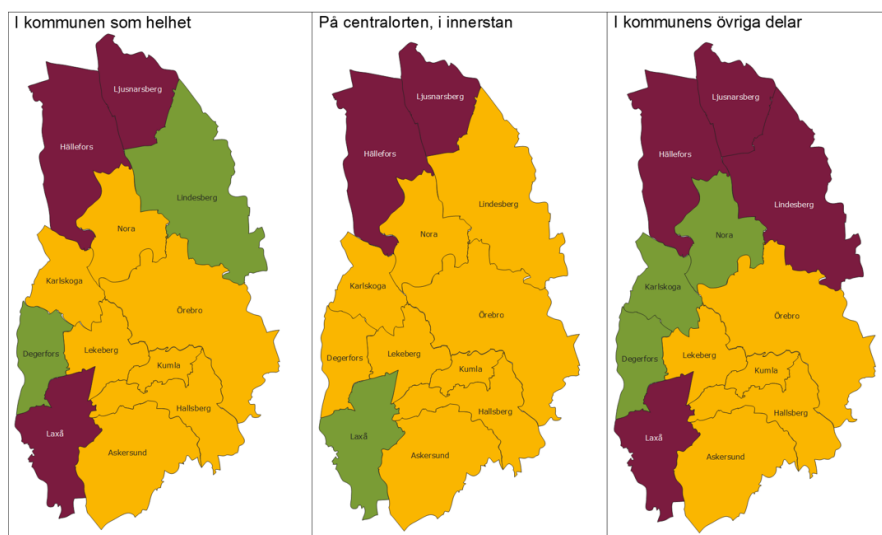 I kommunen som helhet
Ljusnarsberg
Hällefors
Lindesberg
Nora
Karlskoga
Örebro
Degerfors
Lekeberg
Kumla
Hallsberg
Laxå
Askersund
På centralorten, i innerstan
Ljusnarsberg
Hällefors
Lindesberg
Nora
Karlskoga
Örebro
Degerfors
Lekeberg
Kumla
Hallsberg
Laxå
Askersund
I kommunens övriga delar
Ljusnarsberg
Hällefors
Lindesberg
Nora
Karlskoga
Örebro
Degerfors
Lekeberg
Kumla
Hallsberg
Laxå
Askersund